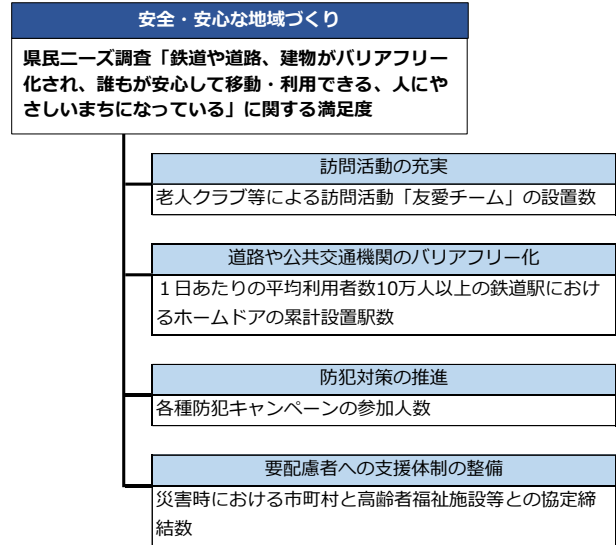 安全・安心な地域づくり
県民ニーズ調査「鉄道や道路、建物がバリアフリー
化され、誰もが安心して移動・利用できる、人にや
さしいまちになっている」に関する満足度
訪問活動の充実
老人クラブ等による訪問活動「友愛チーム」の設置数
道路や公共交通機関のバリアフリー化
１日あたりの平均利用者数10万人以上の鉄道駅におけ
るホームドアの累計設置駅数
防犯対策の推進
各種防犯キャンペーンの参加人数
要配慮者への支援体制の整備
災害時における市町村と高齢者福祉施設等との協定締
結数